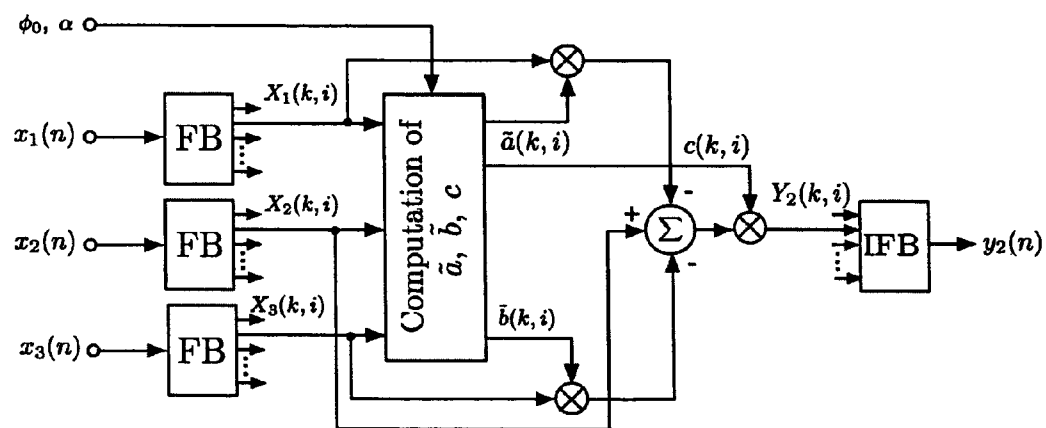 ϕ₀, α
X₁(k, i)
x₁(n)
FB
ã(k, i)
c(k, i)
X₂(k, i)
x₂(n)
FB
Computation of
ã, b̃, c
-
+
Σ
-
Y₂(k, i)
IFB
y₂(n)
X₃(k, i)
x₃(n)
FB
b̃(k, i)